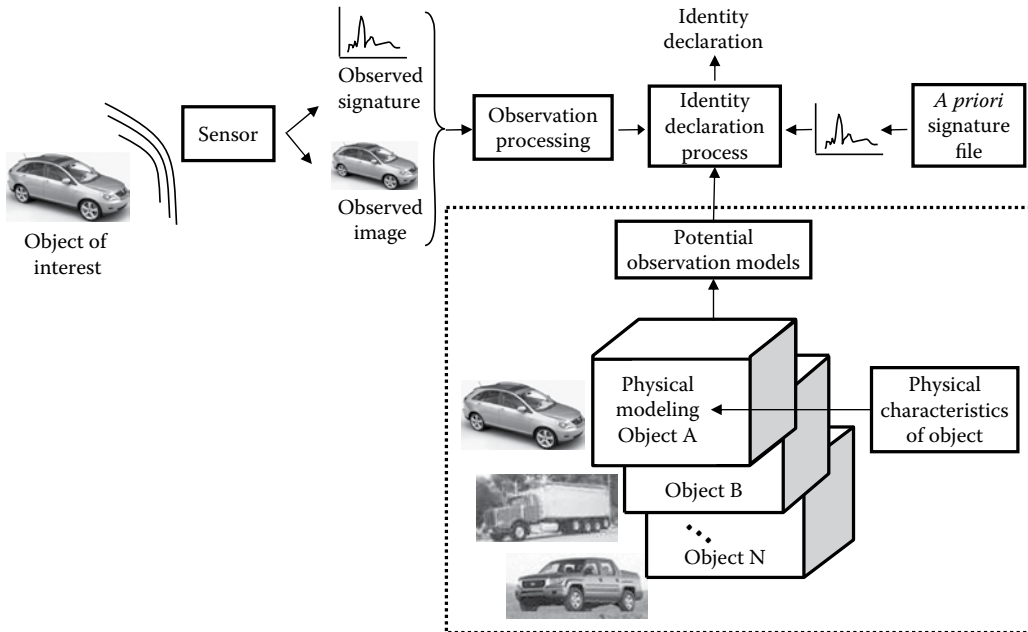 Identity
declaration
Observed
signature
Sensor
Observation
processing
Identity
declaration
process
A priori
signature
file
Observed
image
Object of
interest
Potential
observation models
Physical
modeling
Object A
Physical
characteristics
of object
Object B
Object N